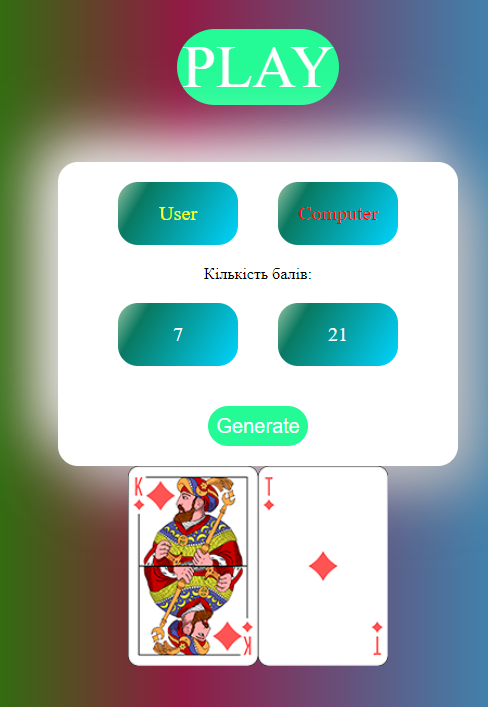 PLAY
User
Computer
Кількість балів:
7
21
Generate
K
T
K
T